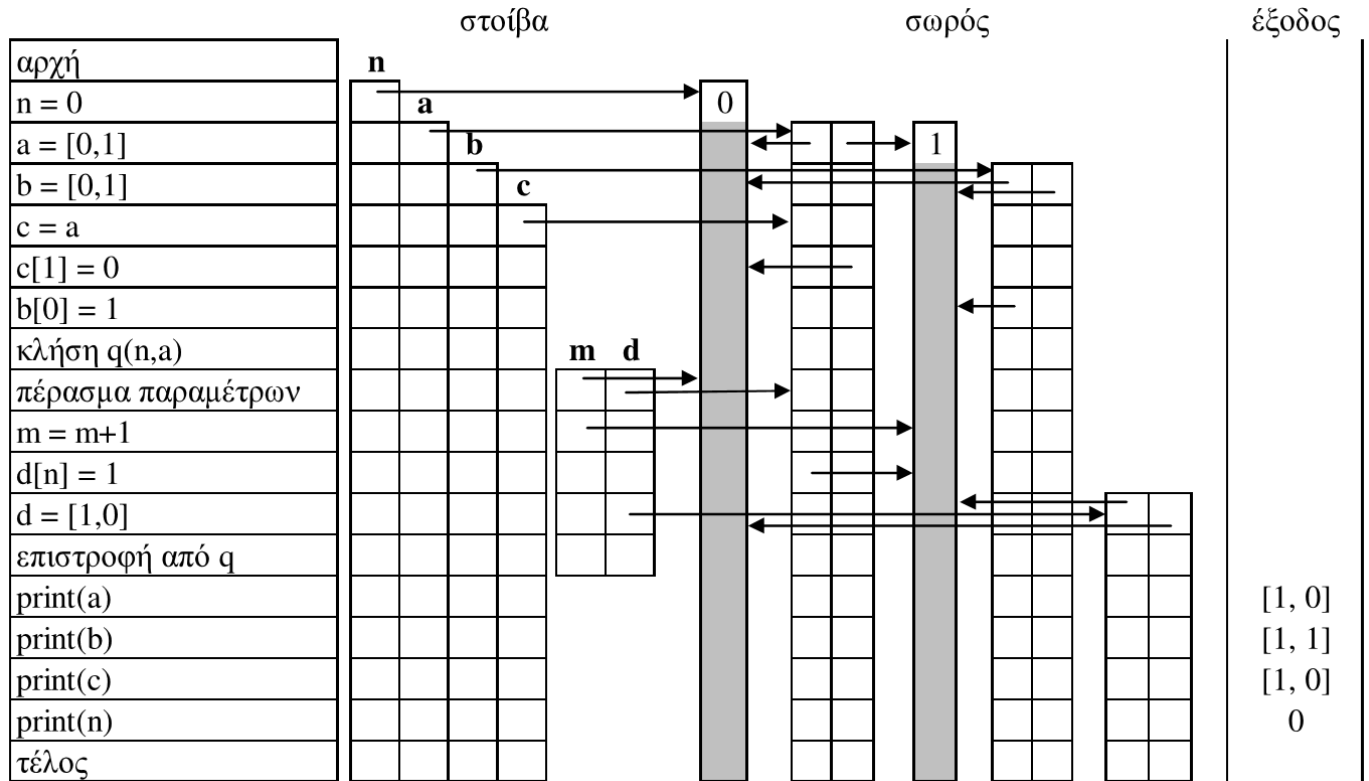 στοίβα σωρός έξοδος
αρχή n
n = 0 a 0
a = [0,1] b 1
b = [0,1] c
c = a
c[1] = 0
b[0] = 1
κλήση q(n,a) m d
πέρασμα παραμέτρων
m = m+1
d[n] = 1
d = [1,0]
επιστροφή από q
print(a) [1, 0]
print(b) [1, 1]
print(c) [1, 0]
print(n) 0
τέλος